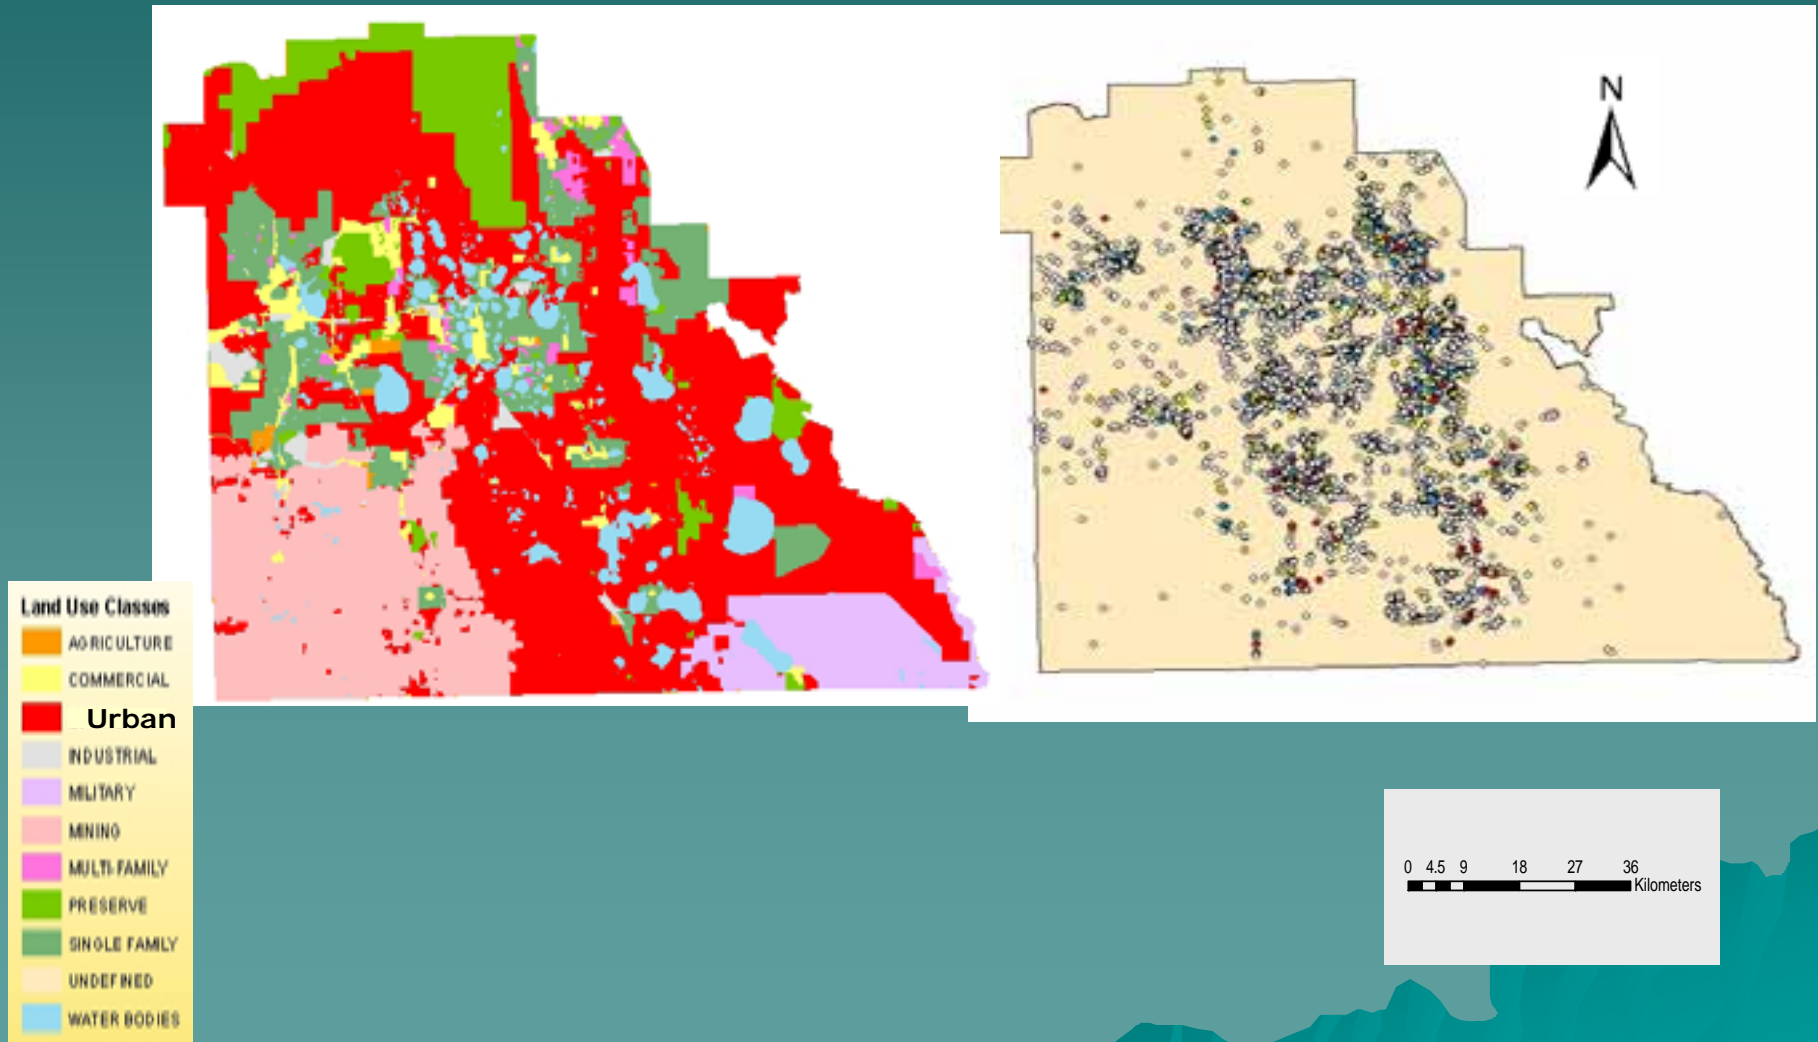 N
Land Use Classes
AGRICULTURE
COMMERCIAL
Urban
INDUSTRIAL
MILITARY
MINING
MULTI-FAMILY
PRESERVE
SINGLE FAMILY
UNDEFINED
WATER BODIES
0 4.5 9 18 27 36
Kilometers